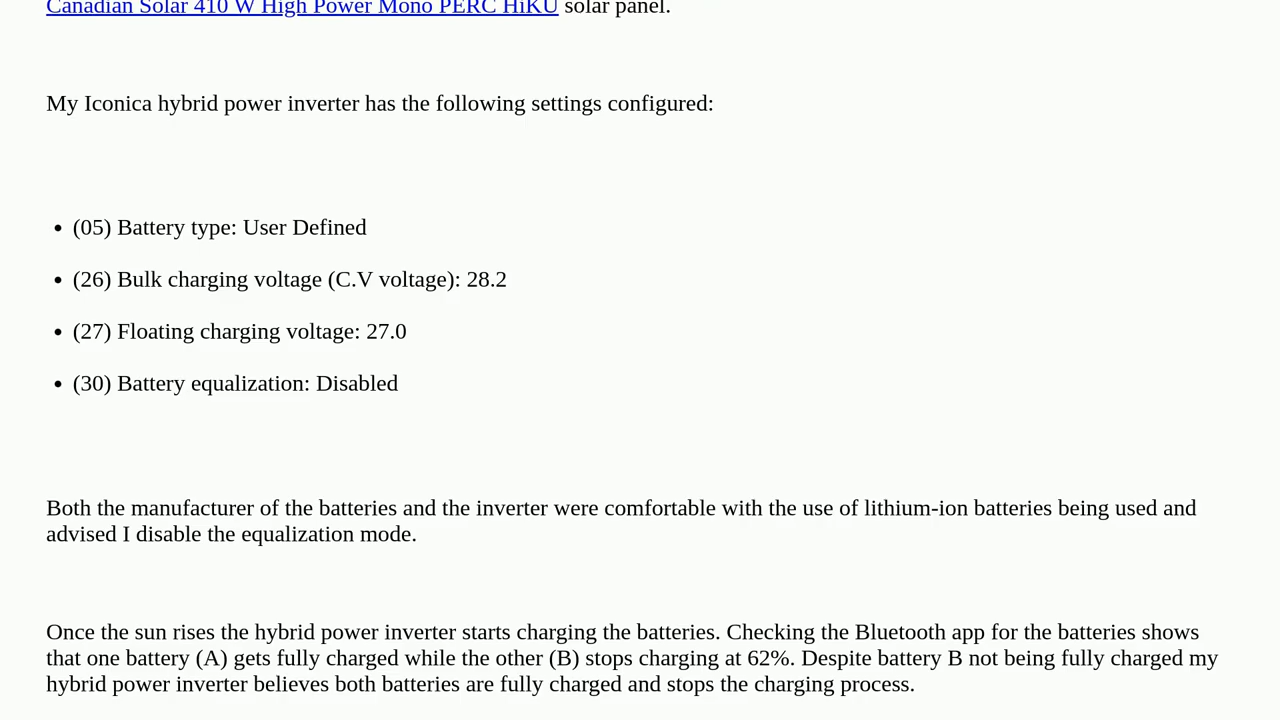 Canadian Solar 410 W High Power Mono PERC HiKU solar panel.
My Iconica hybrid power inverter has the following settings configured:
• (05) Battery type: User Defined
• (26) Bulk charging voltage (C.V voltage): 28.2
• (27) Floating charging voltage: 27.0
• (30) Battery equalization: Disabled
Both the manufacturer of the batteries and the inverter were comfortable with the use of lithium-ion batteries being used and
advised I disable the equalization mode.
Once the sun rises the hybrid power inverter starts charging the batteries. Checking the Bluetooth app for the batteries shows
that one battery (A) gets fully charged while the other (B) stops charging at 62%. Despite battery B not being fully charged my
hybrid power inverter believes both batteries are fully charged and stops the charging process.